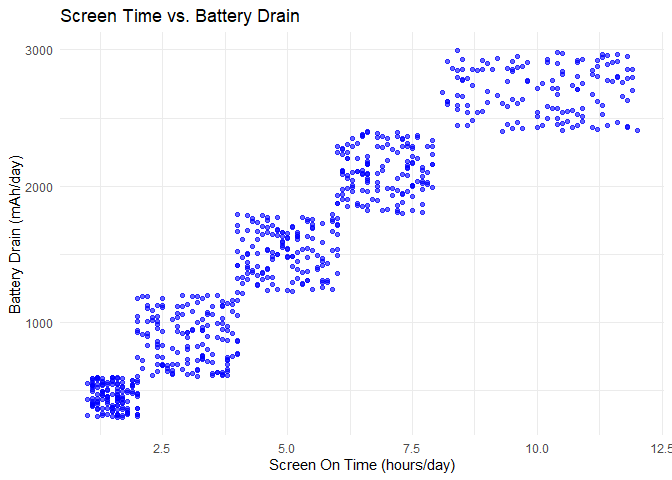 Screen Time vs. Battery Drain
3000
2000
1000
Battery Drain (mAh/day)
2.5
5.0
7.5
10.0
12.5
Screen On Time (hours/day)